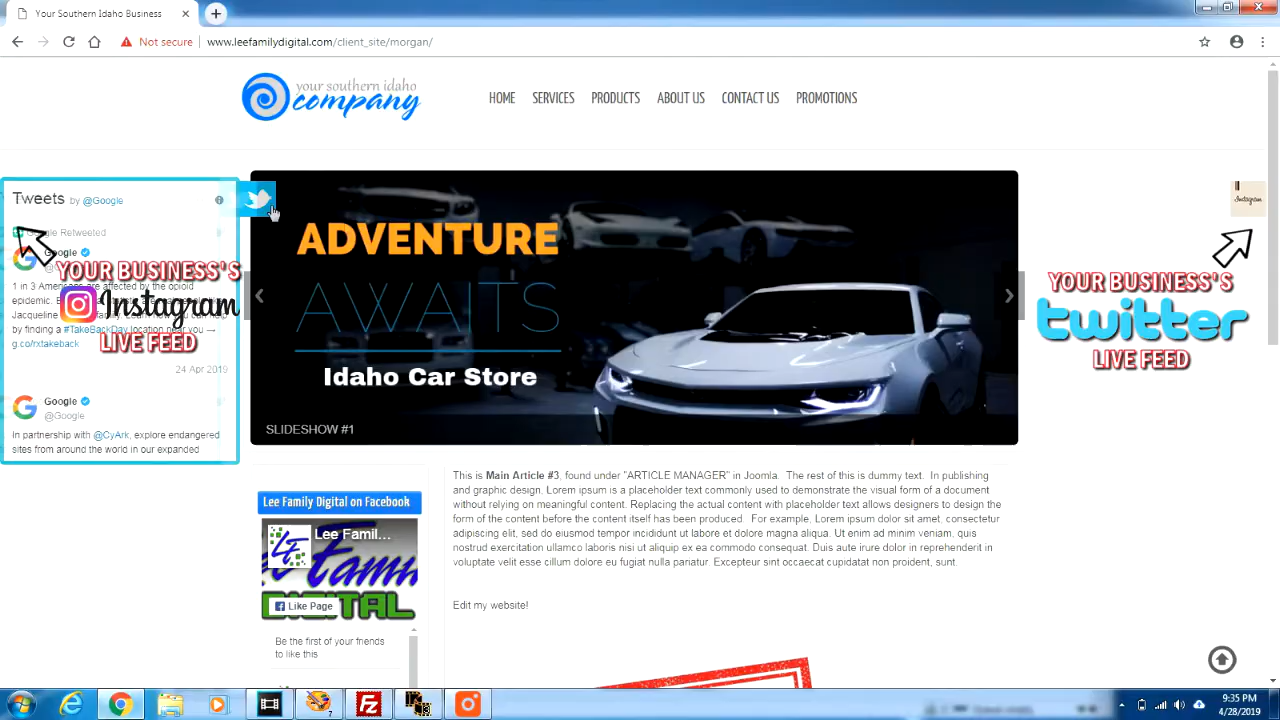 Your Southern Idaho Business
Not secure
www.leefamilydigital.com/client_site/morgan/
your southern idaho
company
HOME SERVICES PRODUCTS ABOUT US CONTACT US PROMOTIONS
Tweets by @Google
Google Retweeted
Google
1 in 3 Americans are affected by the opioid
epidemic.
Jacqueline
by finding a #TakeBackDay location near you →
g.co/rxtakeback
24 Apr 2019
Google
@Google
In partnership with @CyArk, explore endangered
sites from around the world in our expanded
YOUR BUSINESS'S
Instagram
LIVE FEED
ADVENTURE
AWAITS
Idaho Car Store
SLIDESHOW #1
Instagram
YOUR BUSINESS'S
twitter
LIVE FEED
Lee Family Digital on Facebook
Lee Famil...
Lee Family
DIGITAL
Like Page
Be the first of your friends
to like this
This is Main Article #3, found under "ARTICLE MANAGER" in Joomla. The rest of this is dummy text. In publishing
and graphic design, Lorem ipsum is a placeholder text commonly used to demonstrate the visual form of a document
without relying on meaningful content. Replacing the actual content with placeholder text allows designers to design the
form of the content before the content itself has been produced. For example, Lorem ipsum dolor sit amet, consectetur
adipiscing elit, sed do eiusmod tempor incididunt ut labore et dolore magna aliqua. Ut enim ad minim veniam, quis
nostrud exercitation ullamco laboris nisi ut aliquip ex ea commodo consequat. Duis aute irure dolor in reprehenderit in
voluptate velit esse cillum dolore eu fugiat nulla pariatur. Excepteur sint occaecat cupidatat non proident, sunt.
Edit my website!
9:35 PM
4/28/2019